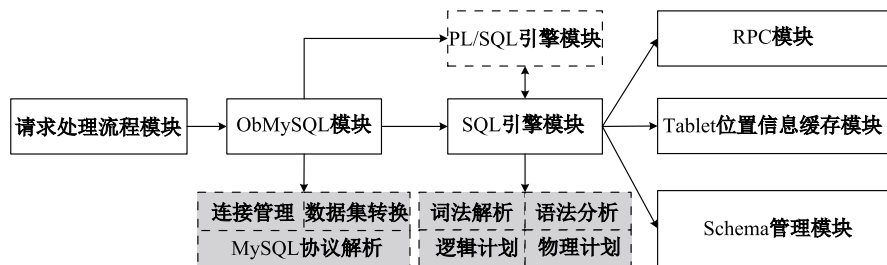 PL/SQL引擎模块
RPC模块
请求处理流程模块
ObMySQL模块
SQL引擎模块
Tablet位置信息缓存模块
连接管理
数据集转换
MySQL协议解析
词法解析
语法分析
逻辑计划
物理计划
Schema管理模块